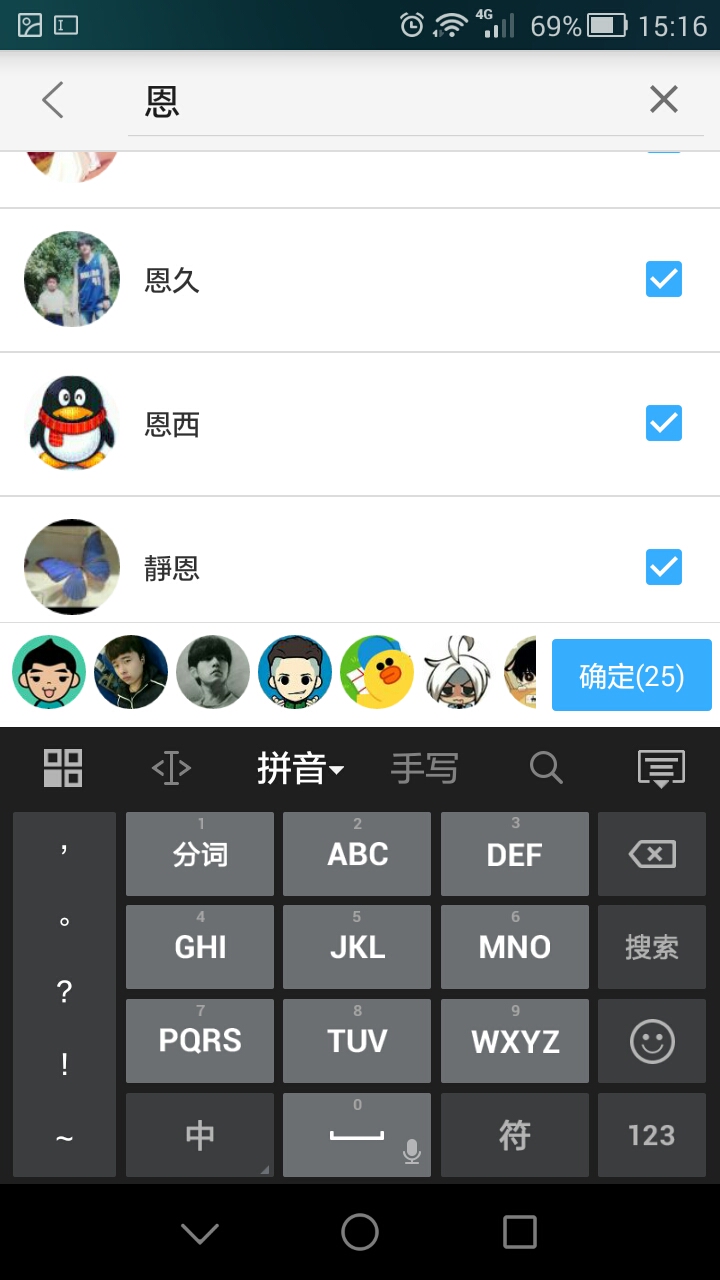 4G 69% 15:16
恩
恩久
恩西
靜恩
确定(25)
拼音 手写
, 1 分词 2 ABC 3 DEF
。 4 GHI 5 JKL 6 MNO 搜索
?
! 7 PQRS 8 TUV 9 WXYZ
~ 中 0 符 123